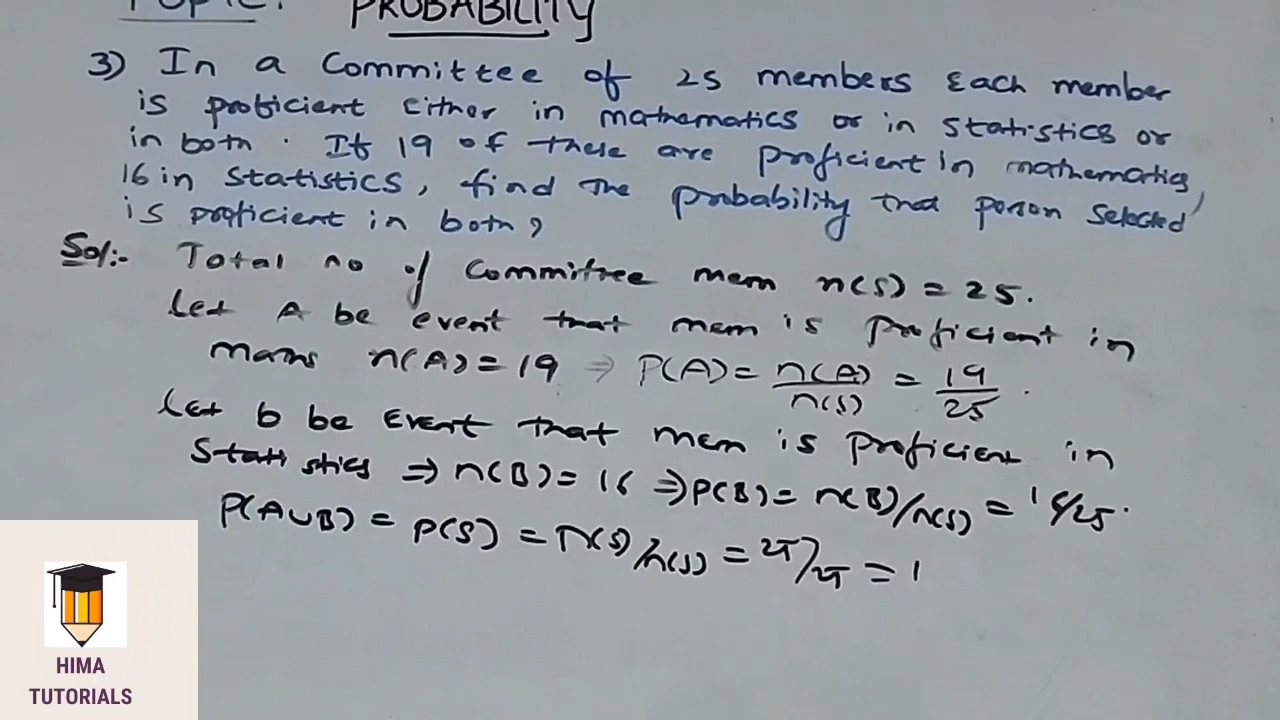 TOPIC: PROBABILITY
3) In a Committee of 25 members Each member
is proficient Either in mathematics or in statistics or
in both. If 19 of these are proficient in mathematics,
16 in statistics, find the probability that person selected
is proficient in both?
Sol:- Total no of Committee mem n(S) = 25.
Let A be event that mem is proficient in
maths n(A) = 19 ⇒ P(A) = n(A)/n(S) = 19/25.
Let b be Event that mem is proficient in
Statistics ⇒ n(B) = 16 ⇒ P(B) = n(B)/n(S) = 16/25.
P(A∪B) = P(S) = n(S)/n(S) = 25/25 = 1
HIMA
TUTORIALS